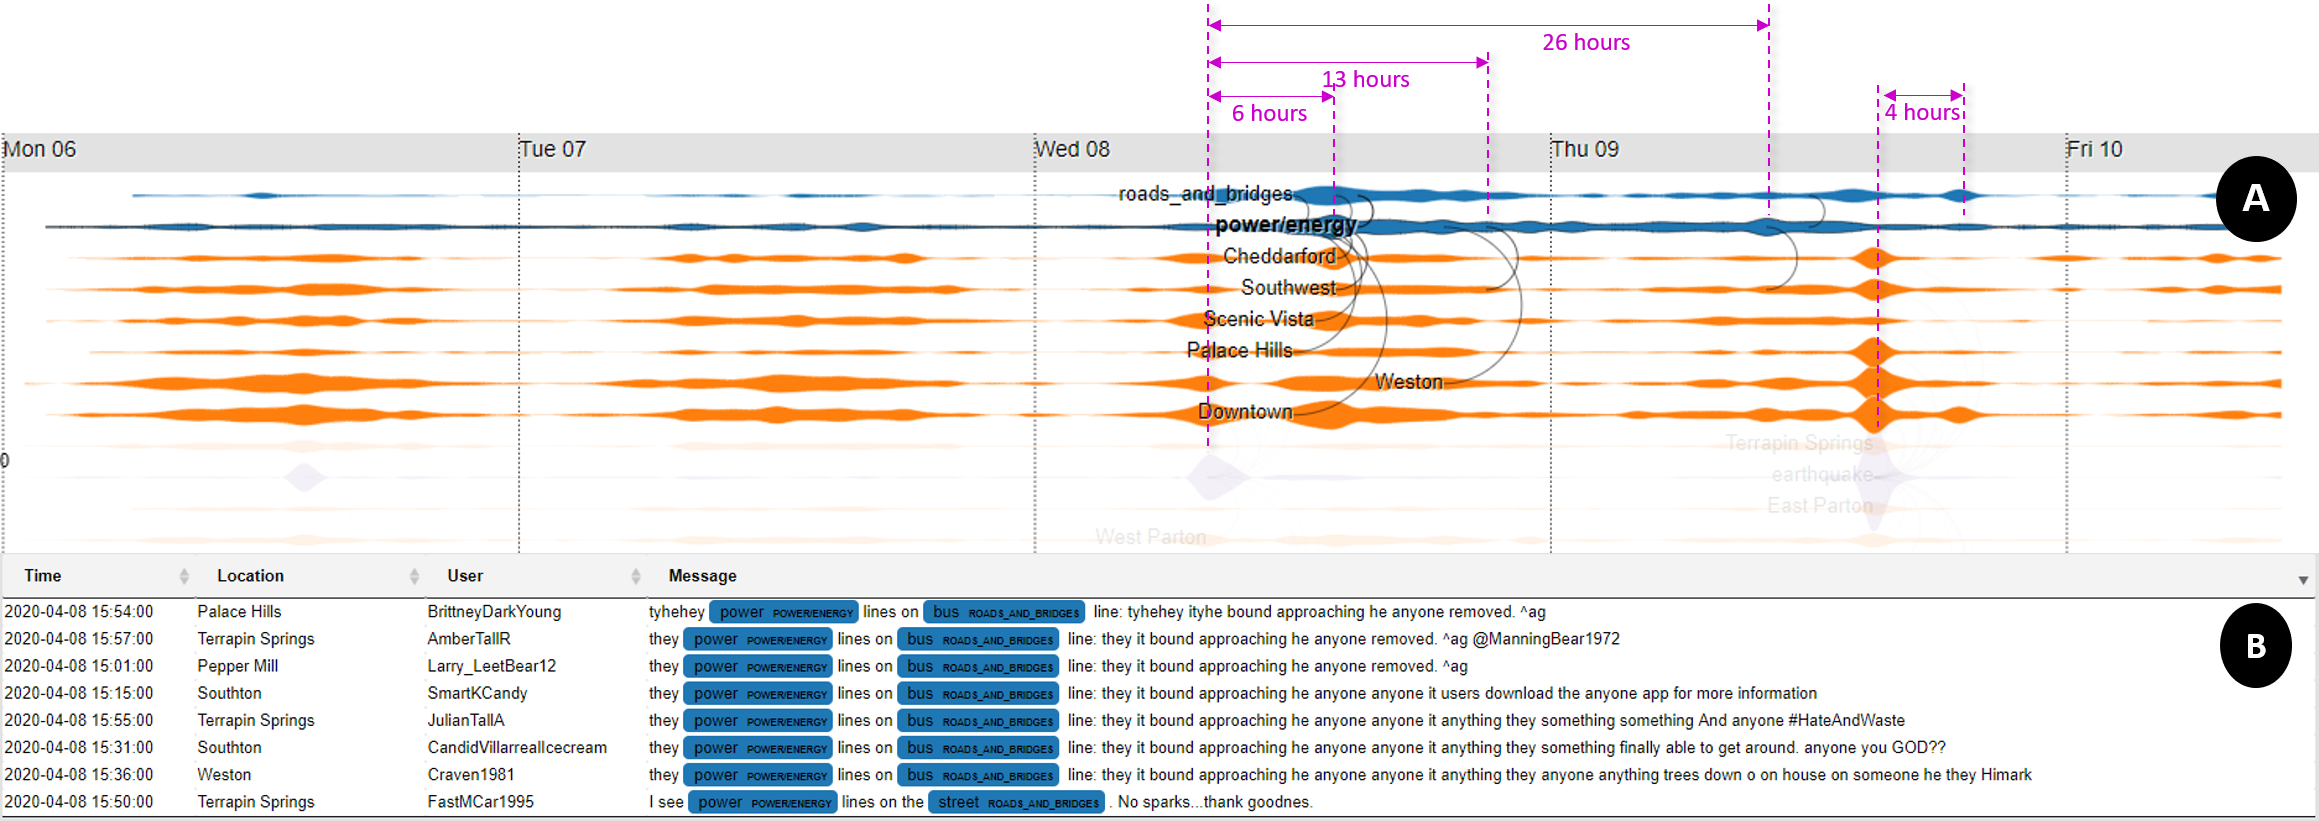 26 hours
13 hours
6 hours
4 hours
Mon 06 Tue 07 Wed 08 Thu 09 Fri 10
A
roads_and_bridges
power/energy
Cheddarford
Southwest
Scenic Vista
Palace Hills
Weston
Downtown
Terrapin Springs
0
earthquake
East Parton
West Parton
Time Location User Message
2020-04-08 15:54:00 Palace Hills BrittneyDarkYoung tyhehey power POWER/ENERGY lines on bus ROADS_AND_BRIDGES line: tyhehey ityhe bound approaching he anyone removed. ^ag
2020-04-08 15:57:00 Terrapin Springs AmberTallR they power POWER/ENERGY lines on bus ROADS_AND_BRIDGES line: they it bound approaching he anyone removed. ^ag @ManningBear1972
B
2020-04-08 15:01:00 Pepper Mill Larry_LeetBear12 they power POWER/ENERGY lines on bus ROADS_AND_BRIDGES line: they it bound approaching he anyone removed. ^ag
2020-04-08 15:15:00 Southton SmartKCandy they power POWER/ENERGY lines on bus ROADS_AND_BRIDGES line: they it bound approaching he anyone anyone it users download the anyone app for more information
2020-04-08 15:55:00 Terrapin Springs JulianTallA they power POWER/ENERGY lines on bus ROADS_AND_BRIDGES line: they it bound approaching he anyone anyone it anything they something something And anyone #HateAndWaste
2020-04-08 15:31:00 Southton CandidVillarrealIcecream they power POWER/ENERGY lines on bus ROADS_AND_BRIDGES line: they it bound approaching he anyone anyone it anything they something finally able to get around. anyone you GOD??
2020-04-08 15:36:00 Weston Craven1981 they power POWER/ENERGY lines on bus ROADS_AND_BRIDGES line: they it bound approaching he anyone anyone it anything they anyone anything trees down o on house on someone he they Himark
2020-04-08 15:50:00 Terrapin Springs FastMCar1995 I see power POWER/ENERGY lines on the street ROADS_AND_BRIDGES . No sparks...thank goodnes.